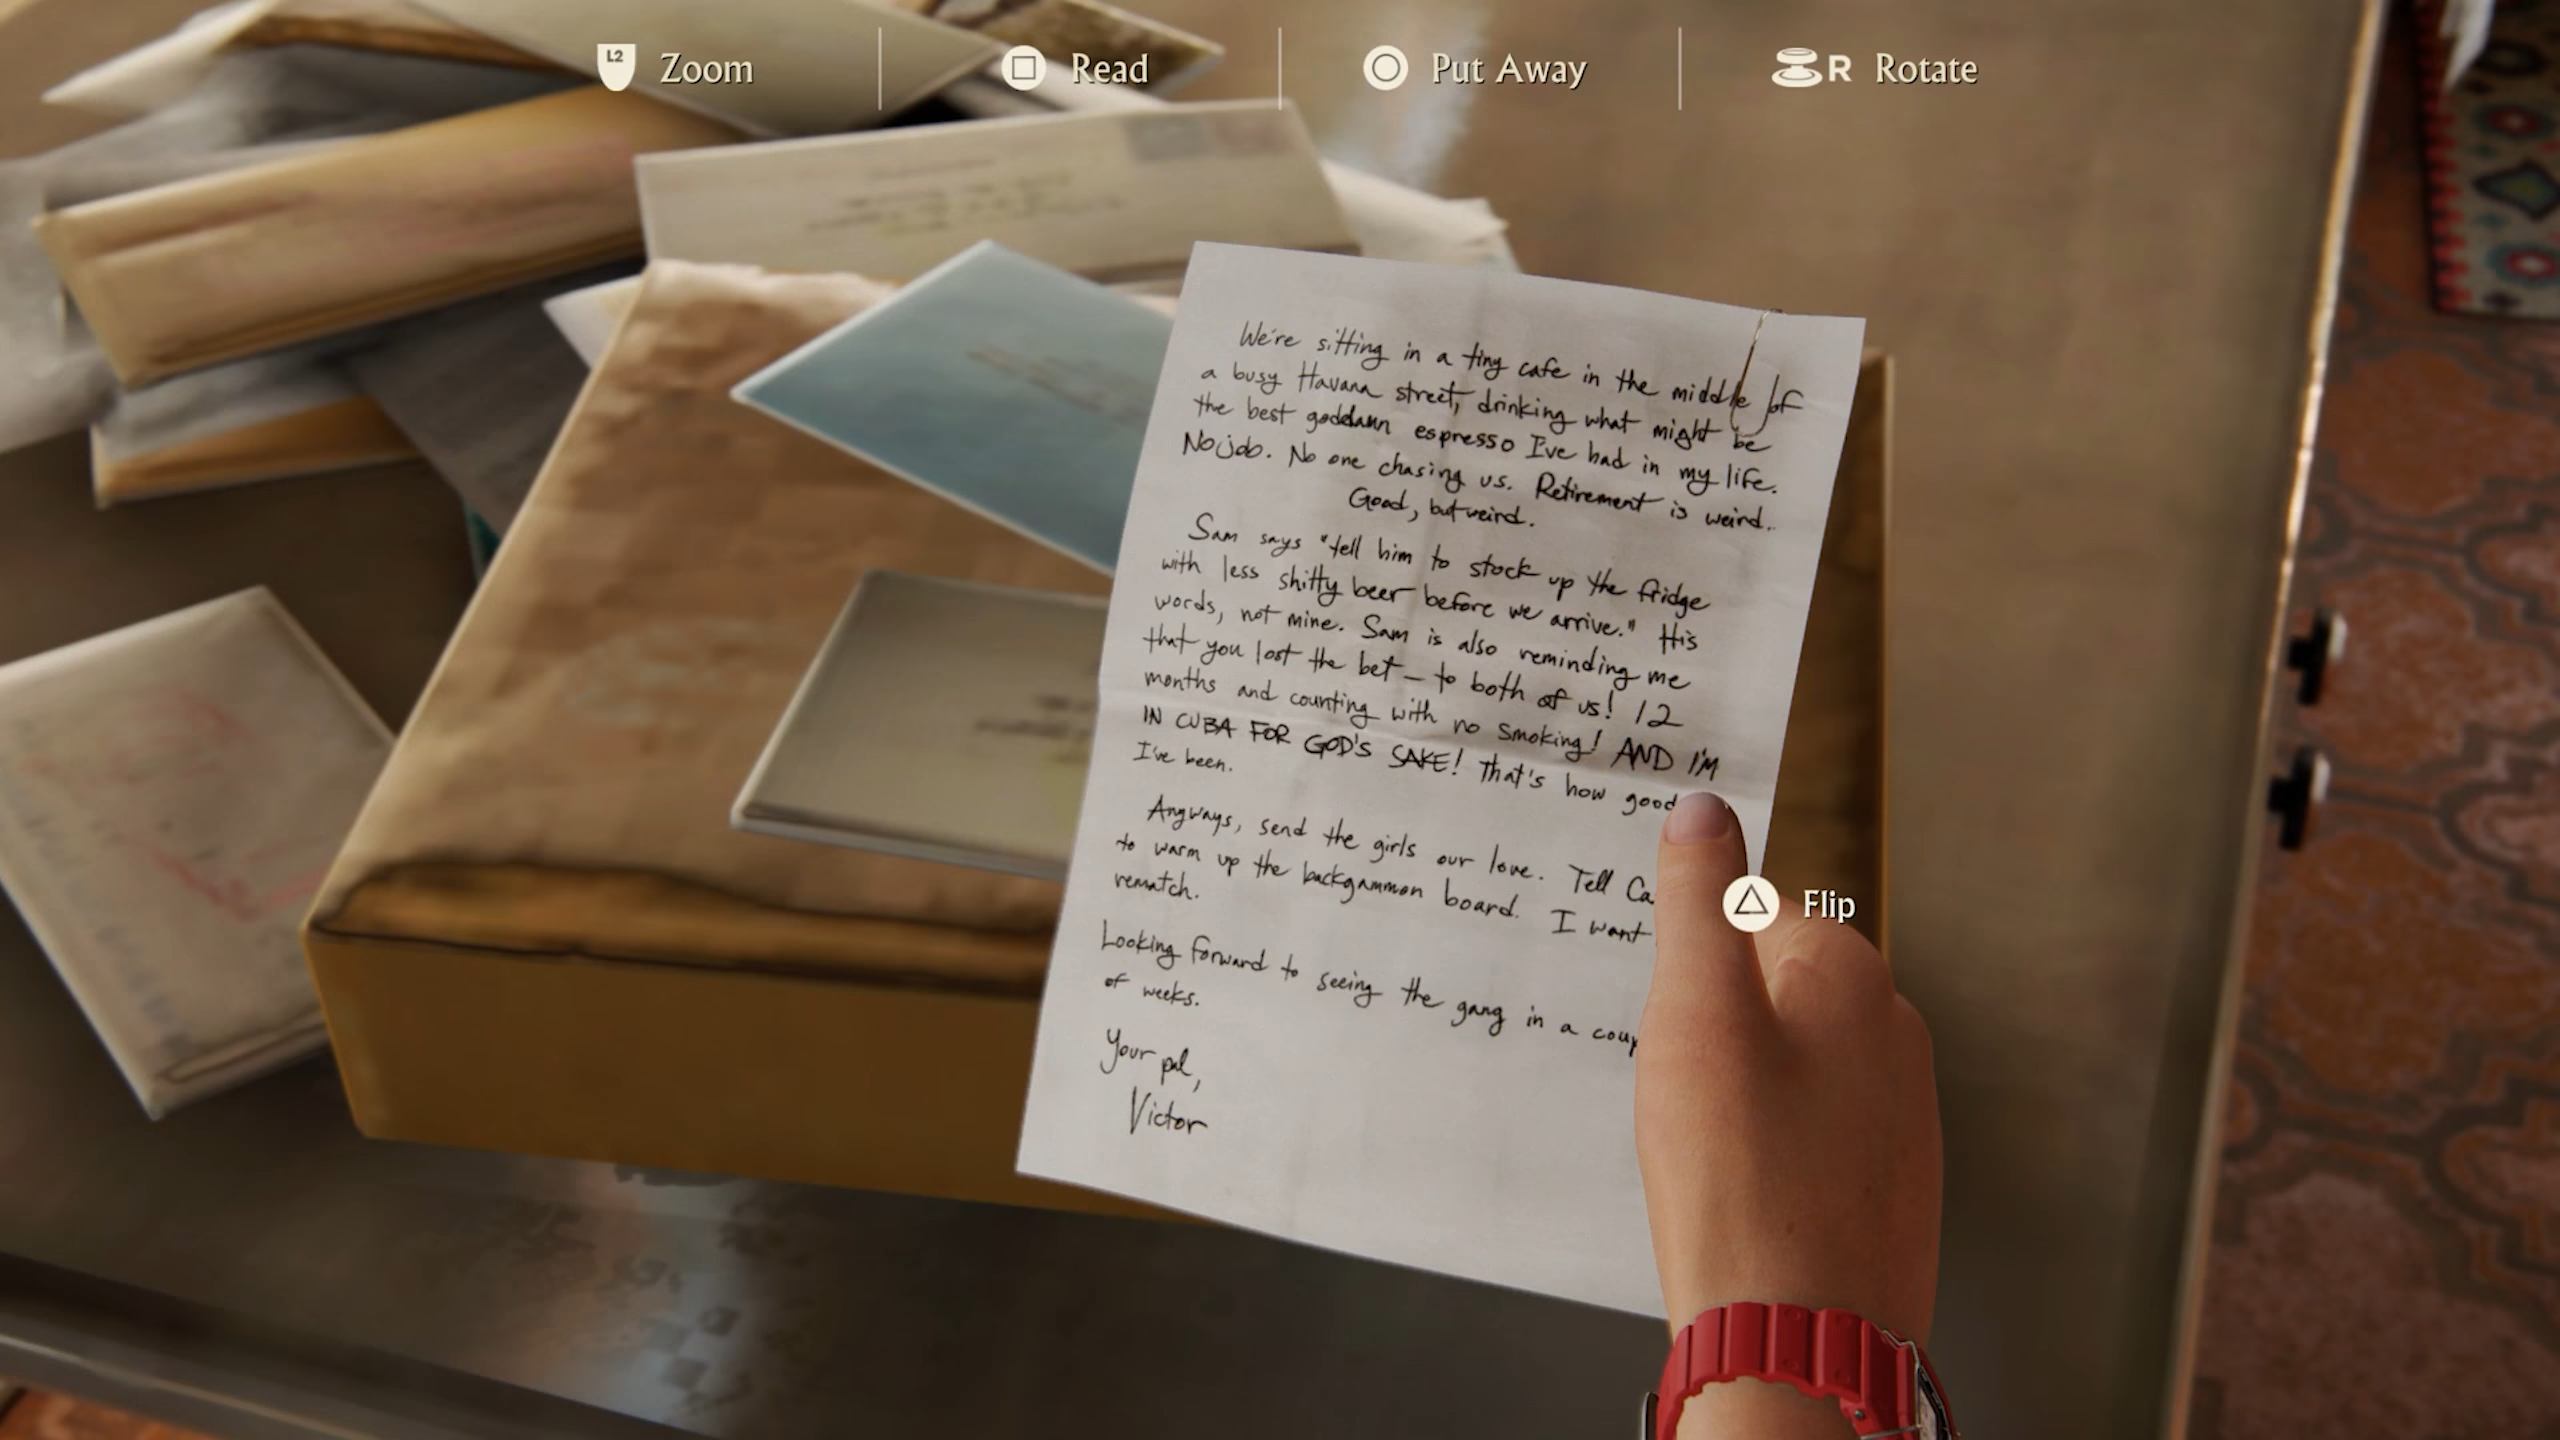 L2 Zoom
Read
Put Away
R Rotate
We're sitting in a tiny cafe in the middle of
a busy Havana street, drinking what might be
the best goddamn espresso I've had in my life.
No job. No one chasing us. Retirement is weird.
Good, but weird.
Sam says "tell him to stock up the fridge
with less shitty beer before we arrive." His
words, not mine. Sam is also reminding me
that you lost the bet – to both of us! 12
months and counting with no smoking! AND I'M
IN CUBA FOR GOD'S SAKE! That's how good
I've been.
Anyways, send the girls our love. Tell Ca
to warm up the backgammon board. I want
rematch.
Looking forward to seeing the gang in a coup
of weeks.
Your pal,
Victor
Flip